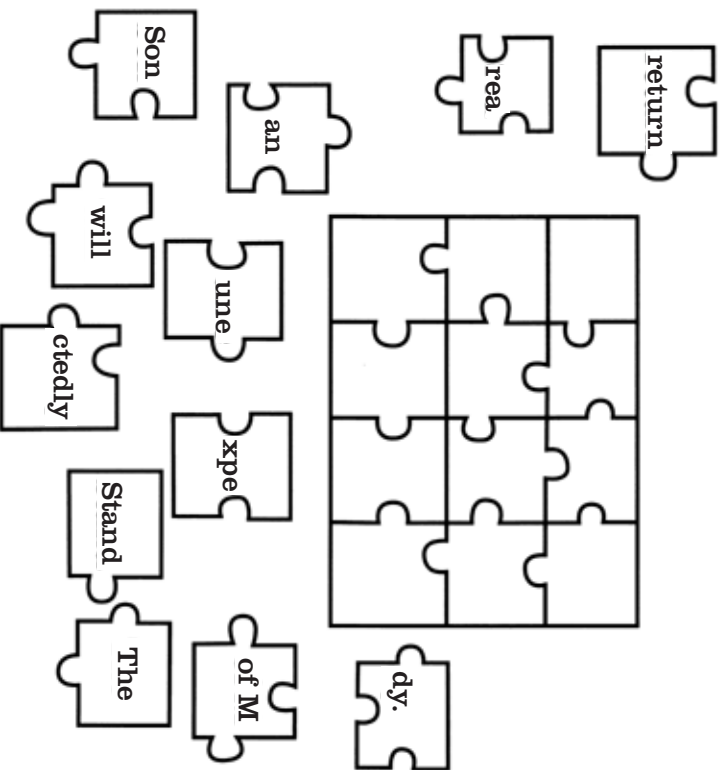 return
rea
dy.
an
une
xpe
of M
Son
will
ctedly
Stand
The